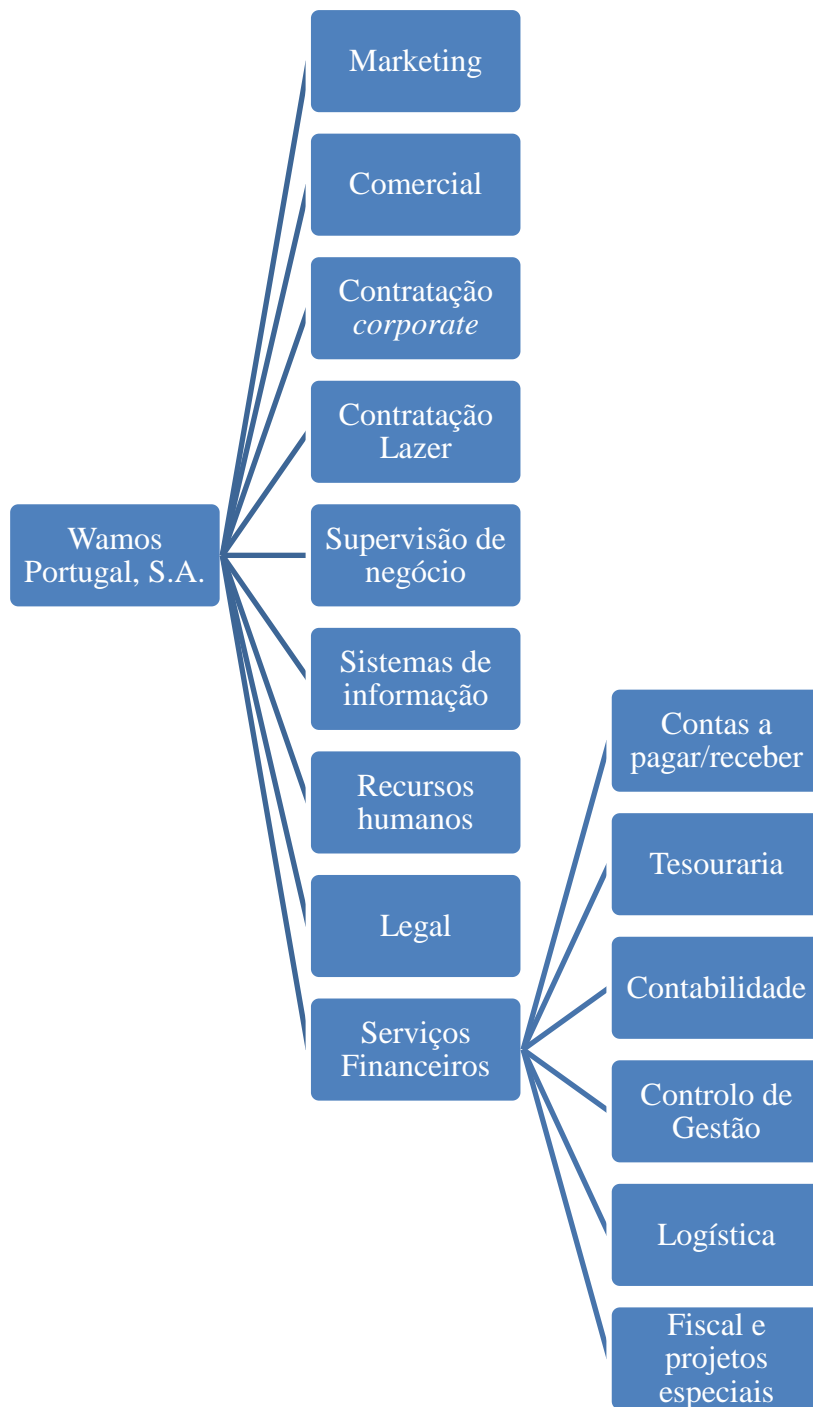 Marketing
Comercial
Contratação
corporate
Contratação
Lazer
Wamos
Portugal, S.A.
Supervisão de
negócio
Sistemas de
informação
Recursos
humanos
Legal
Serviços
Financeiros
Contas a
pagar/receber
Tesouraria
Contabilidade
Controlo de
Gestão
Logística
Fiscal e
projetos
especiais